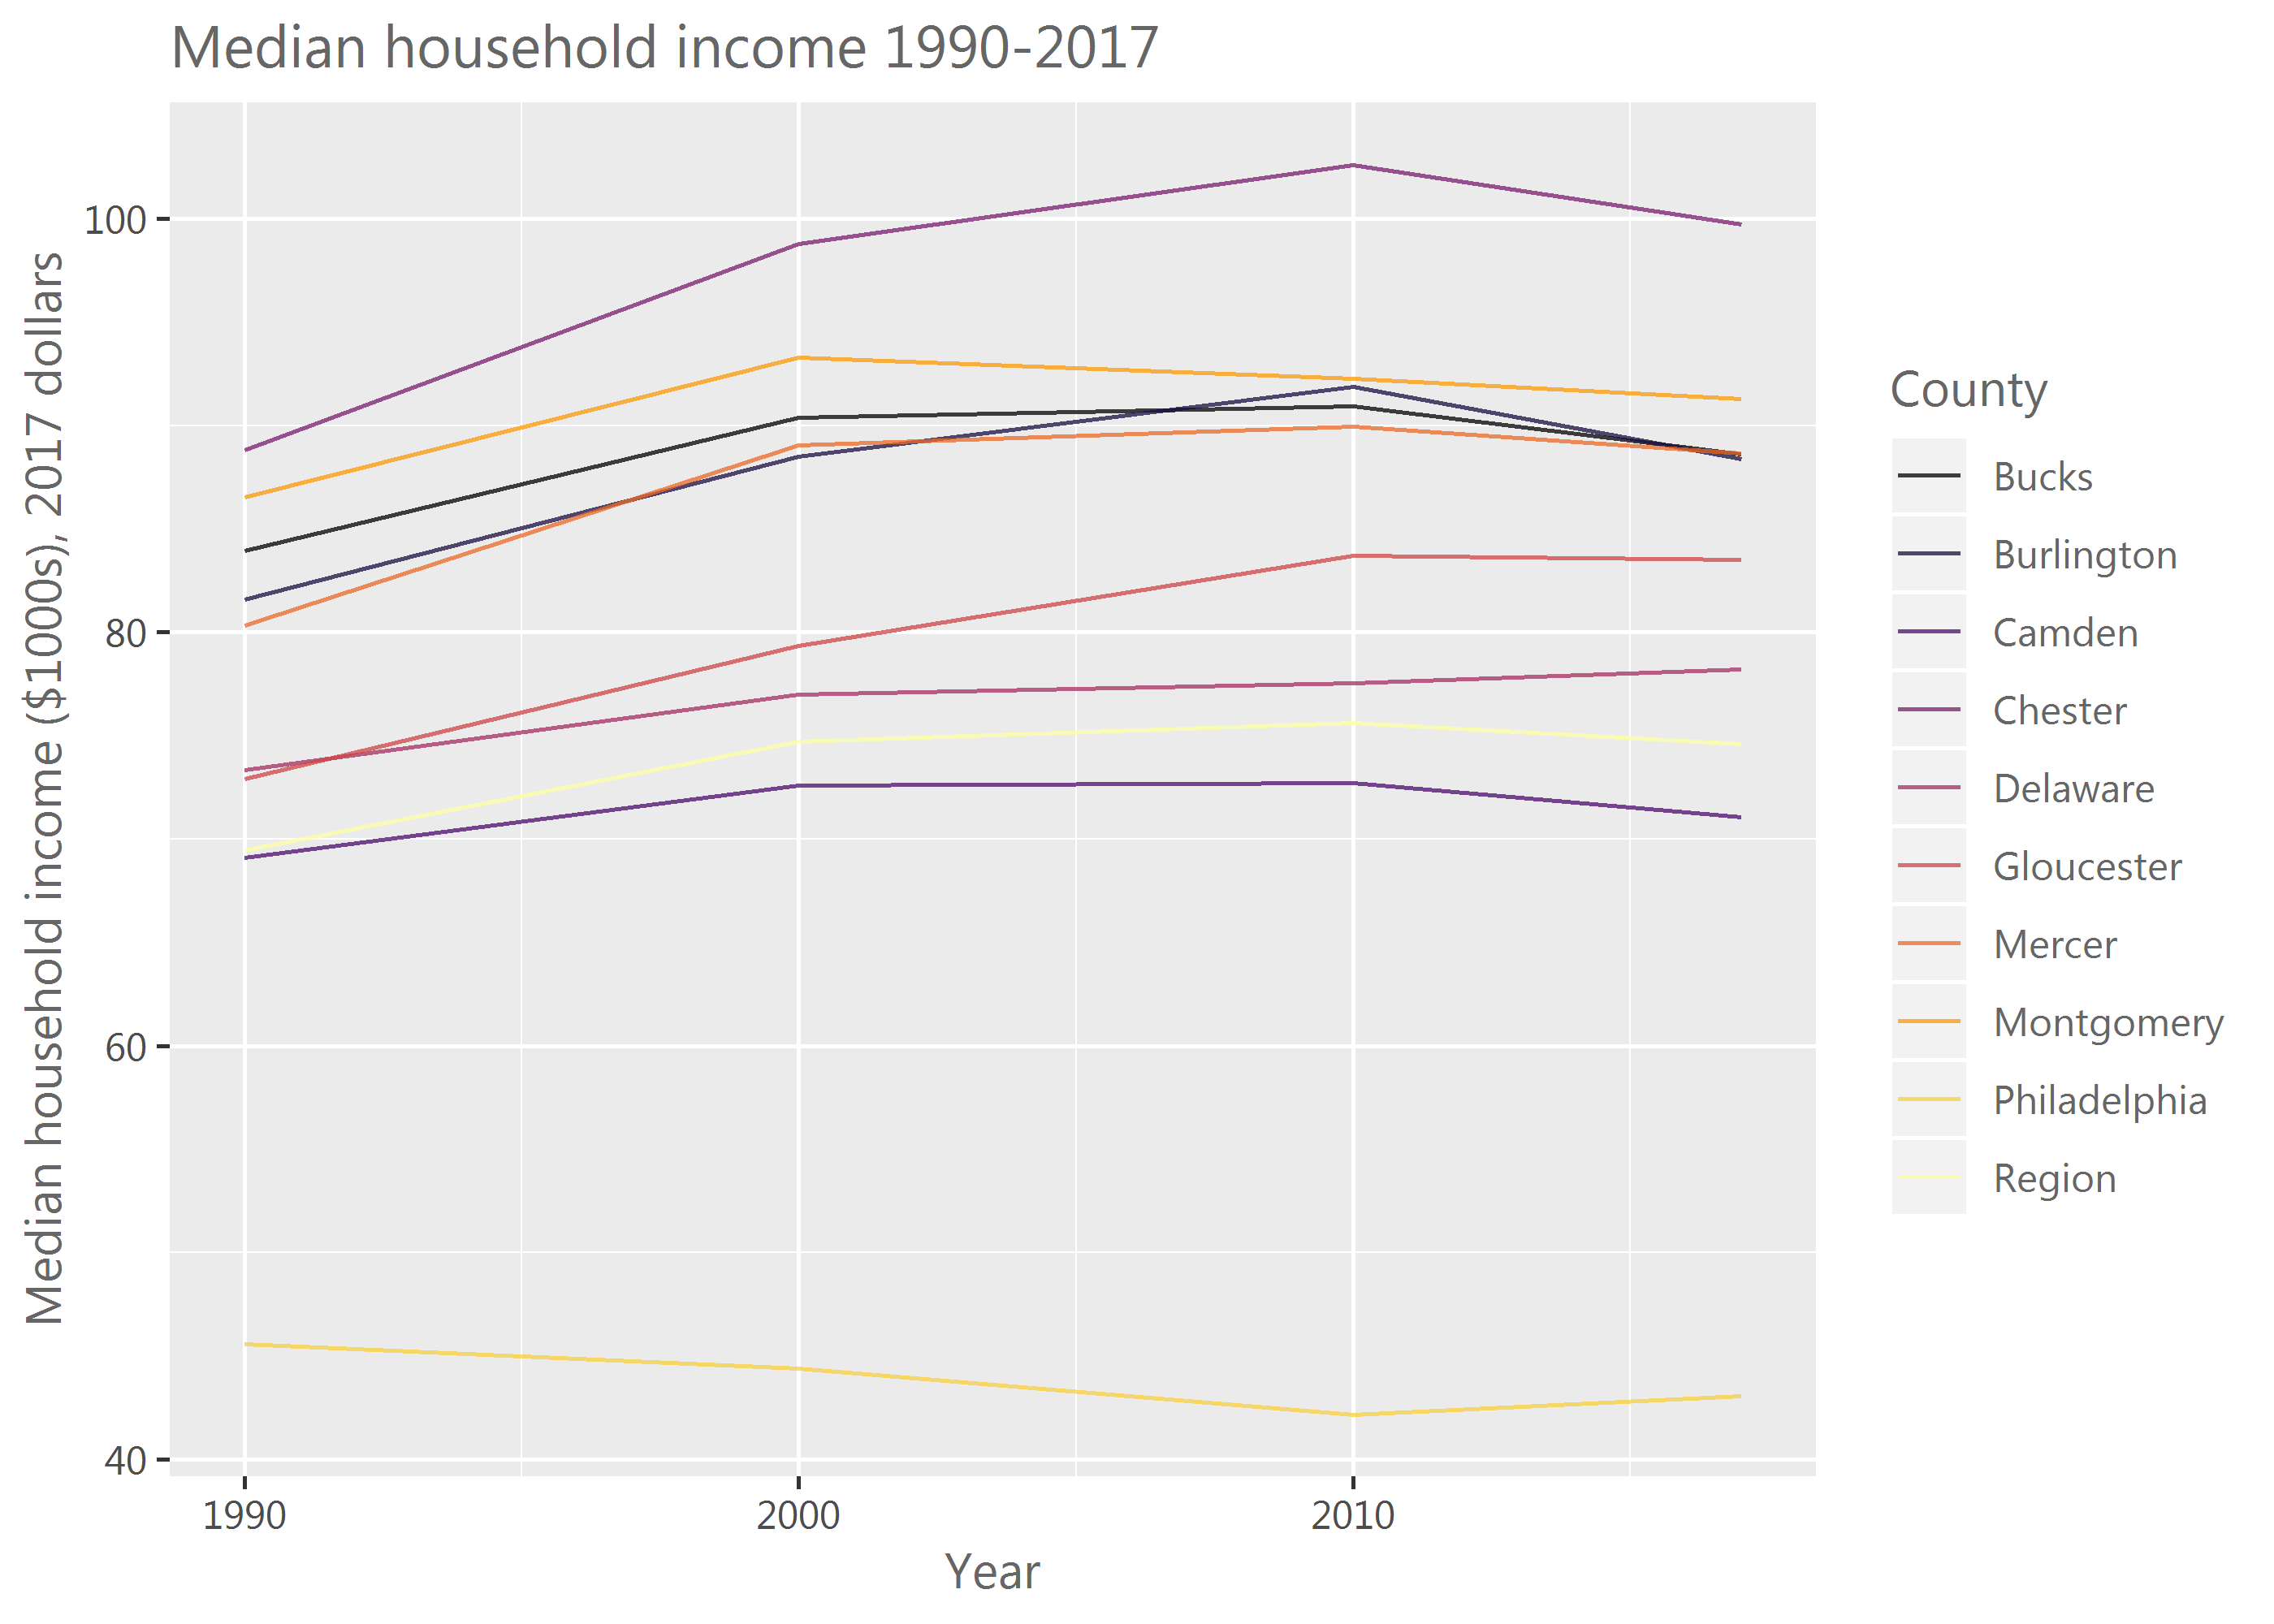 Median household income 1990-2017
Median household income ($1000s), 2017 dollars
100
80
60
40
1990
2000
2010
Year
County
Bucks
Burlington
Camden
Chester
Delaware
Gloucester
Mercer
Montgomery
Philadelphia
Region